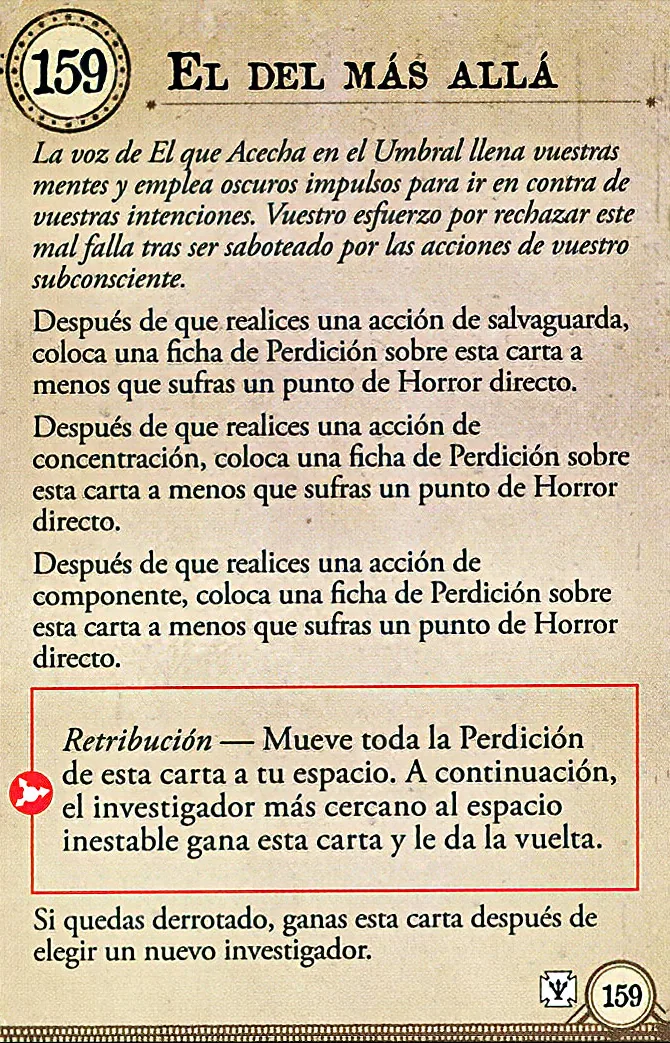 159
El del más allá
La voz de El que Acecha en el Umbral llena vuestras
mentes y emplea oscuros impulsos para ir en contra de
vuestras intenciones. Vuestro esfuerzo por rechazar este
mal falla tras ser saboteado por las acciones de vuestro
subconsciente.
Después de que realices una acción de salvaguarda,
coloca una ficha de Perdición sobre esta carta a
menos que sufras un punto de Horror directo.
Después de que realices una acción de
concentración, coloca una ficha de Perdición sobre
esta carta a menos que sufras un punto de Horror
directo.
Después de que realices una acción de
componente, coloca una ficha de Perdición sobre
esta carta a menos que sufras un punto de Horror
directo.
Retribución — Mueve toda la Perdición
de esta carta a tu espacio. A continuación,
el investigador más cercano al espacio
inestable gana esta carta y le da la vuelta.
Si quedas derrotado, ganas esta carta después de
elegir un nuevo investigador.
159